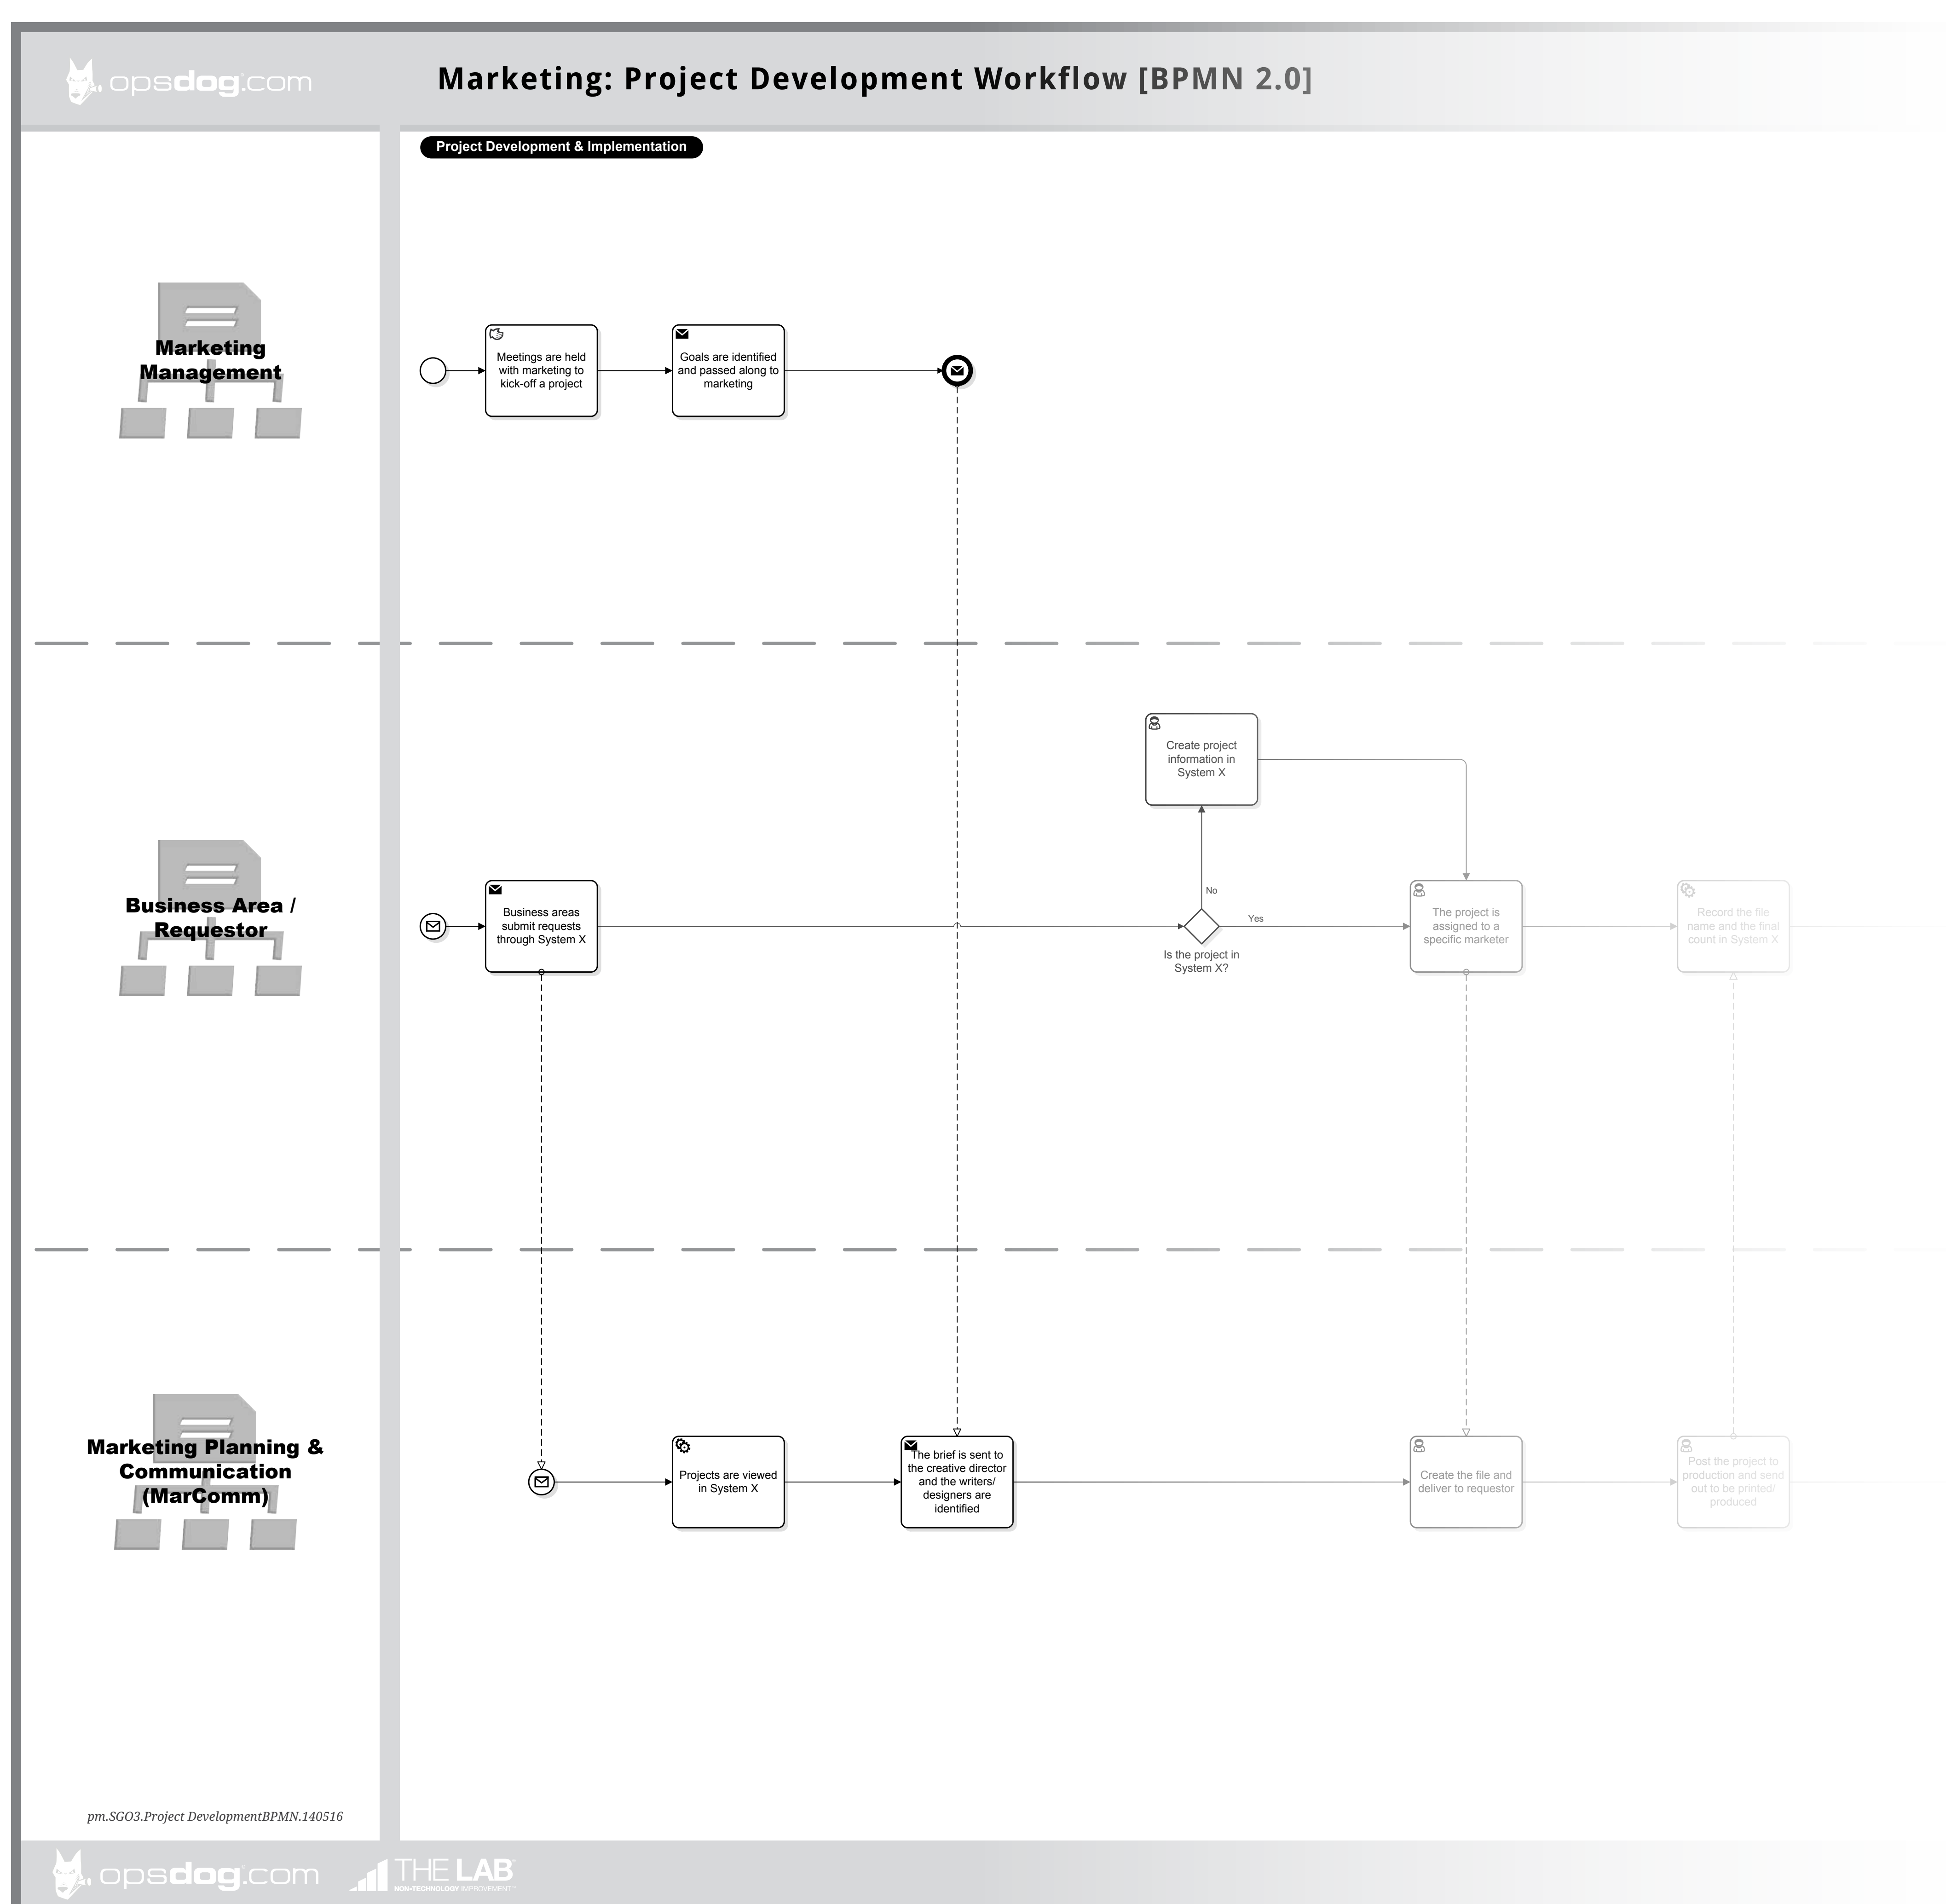 opsdog.com
Marketing: Project Development Workflow [BPMN 2.0]
Project Development & Implementation
Marketing
Management
Meetings are held
with marketing to
kick-off a project
Goals are identified
and passed along to
marketing
Business Area /
Requestor
Business areas
submit requests
through System X
Create project
information in
System X
No
Yes
Is the project in
System X?
The project is
assigned to a
specific marketer
Record the file
name and the final
count in System X
Marketing Planning &
Communication
(MarComm)
Projects are viewed
in System X
The brief is sent to
the creative director
and the writers/
designers are
identified
Create the file and
deliver to requestor
Post the project to
production and send
out to be printed/
produced
pm.SGO3.Project DevelopmentBPMN.140516
opsdog.com
THE LAB
NON-TECHNOLOGY IMPROVEMENT